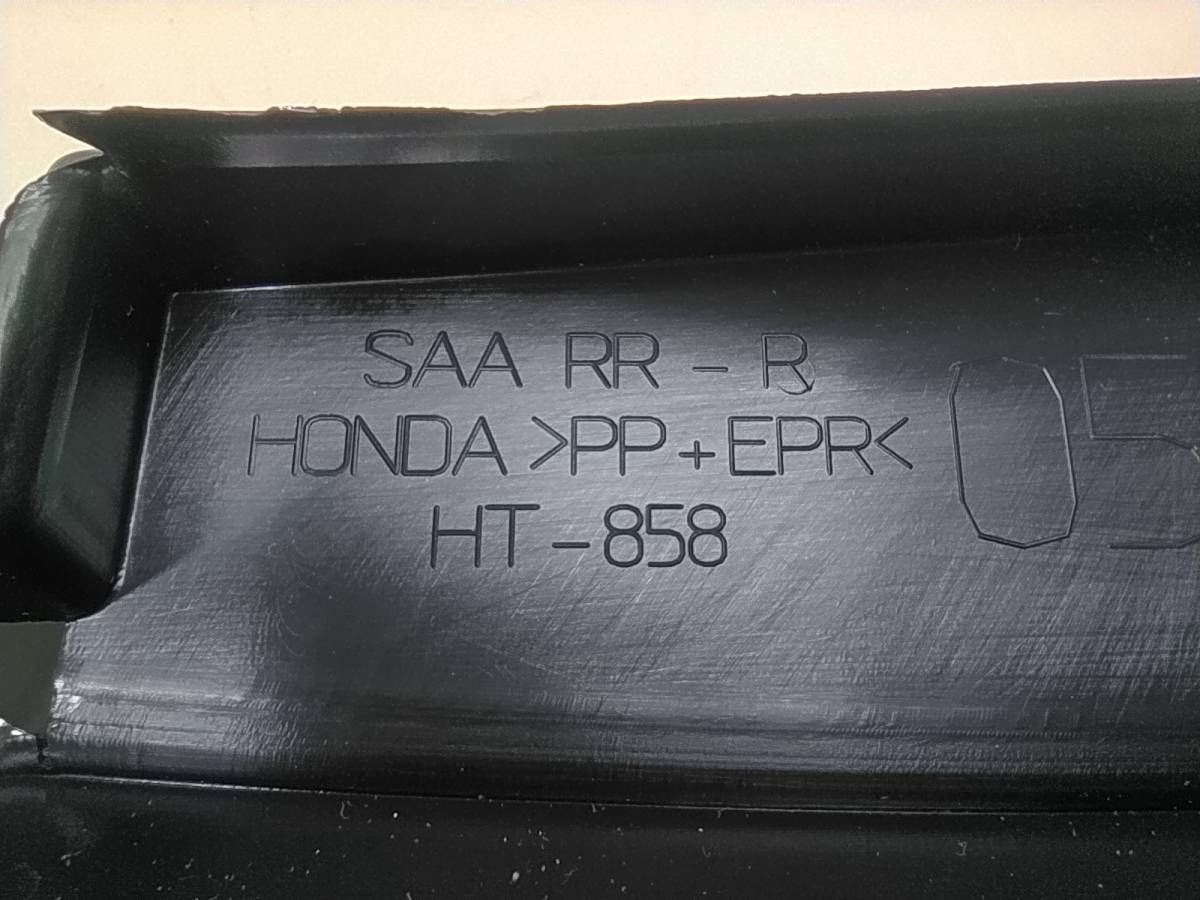 SAA RR - R
HONDA >PP+EPR<
HT-858
05